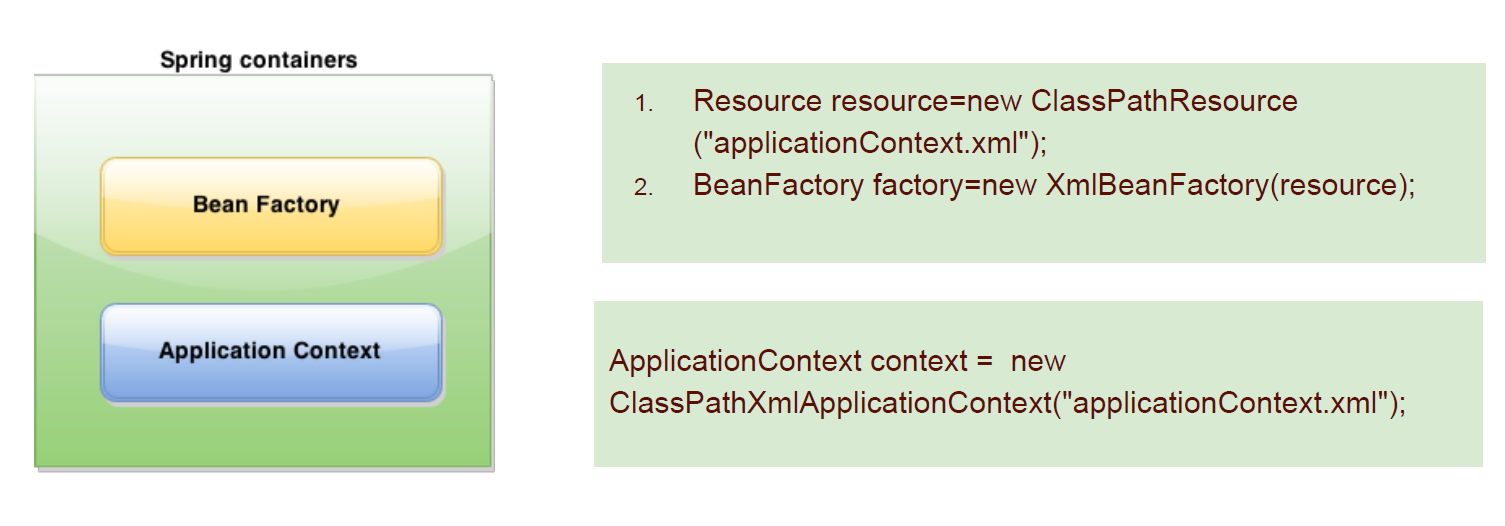 Spring containers
Bean Factory
Application Context
1. Resource resource=new ClassPathResource
("applicationContext.xml");
2. BeanFactory factory=new XmlBeanFactory(resource);
ApplicationContext context =  new
ClassPathXmlApplicationContext("applicationContext.xml");